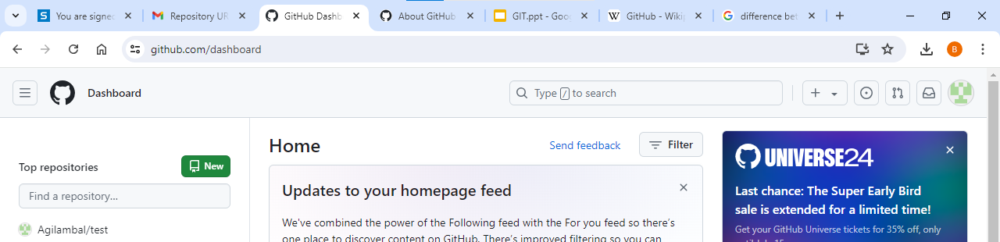 You are signed
Repository UR
GitHub Dashb
About GitHub
GIT.ppt - Goo
GitHub - Wiki
difference bet
github.com/dashboard
B
Dashboard
Type / to search
Home
Send feedback
Filter
UNIVERSE24
Top repositories
New
Last chance: The Super Early Bird
sale is extended for a limited time!
Find a repository...
Updates to your homepage feed
Agilambal/test
We've combined the power of the Following feed with the For you feed so there's
one place to discover content on GitHub. There's improved filtering so you can
Get your GitHub Universe tickets for 35% off, only